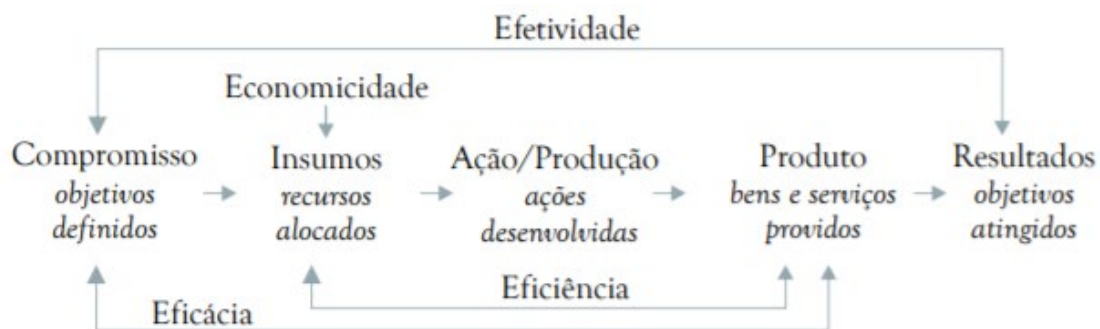 Efetividade
Economicidade
Compromisso
objetivos
definidos
Insumos
recursos
alocados
Ação/Produção
ações
desenvolvidas
Produto
bens e serviços
providos
Resultados
objetivos
atingidos
Eficiência
Eficácia